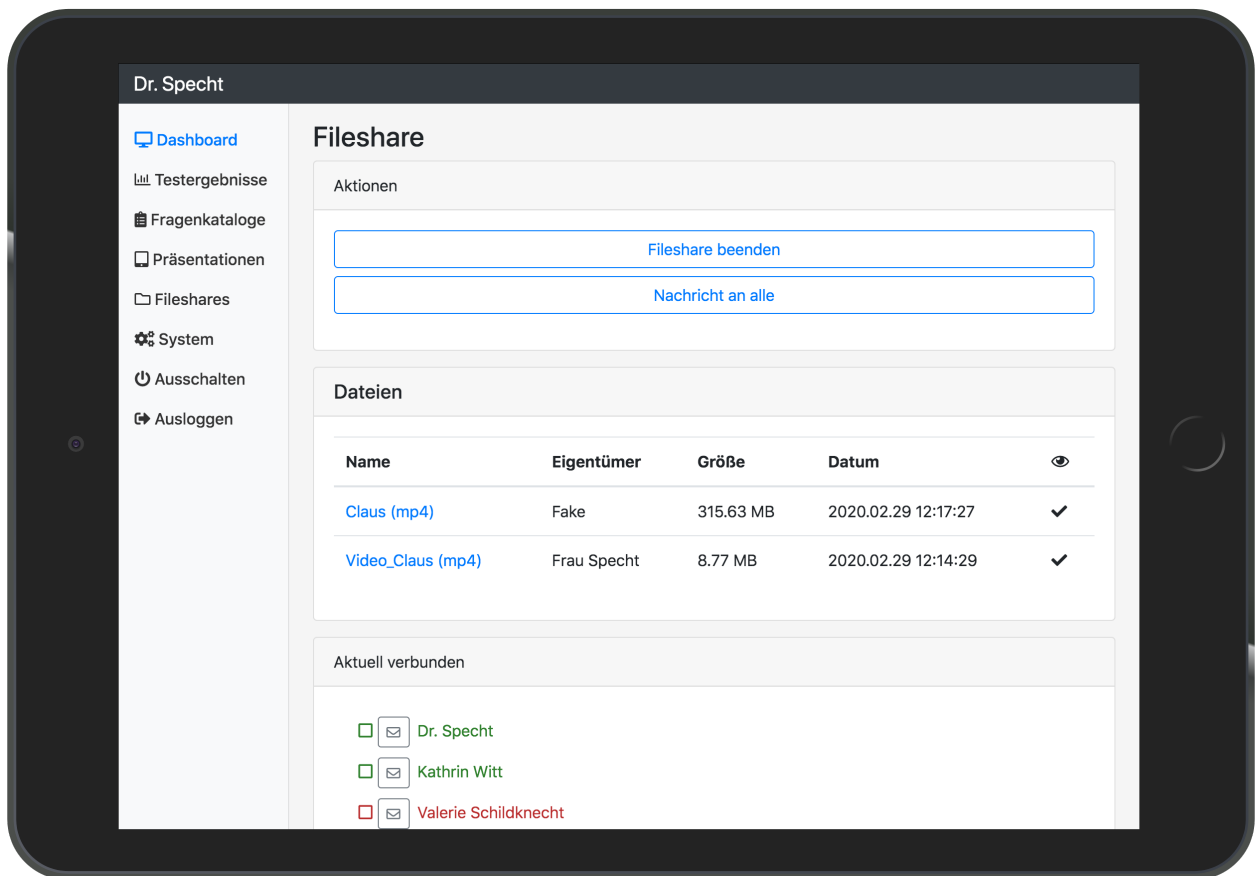 Dr. Specht
Dashboard
Testergebnisse
Fragenkataloge
Präsentationen
Fileshares
System
Ausschalten
Ausloggen
Fileshare
Aktionen
Fileshare beenden
Nachricht an alle
Dateien
Name Eigentümer Größe Datum
Claus (mp4) Fake 315.63 MB 2020.02.29 12:17:27
Video_Claus (mp4) Frau Specht 8.77 MB 2020.02.29 12:14:29
Aktuell verbunden
Dr. Specht
Kathrin Witt
Valerie Schildknecht